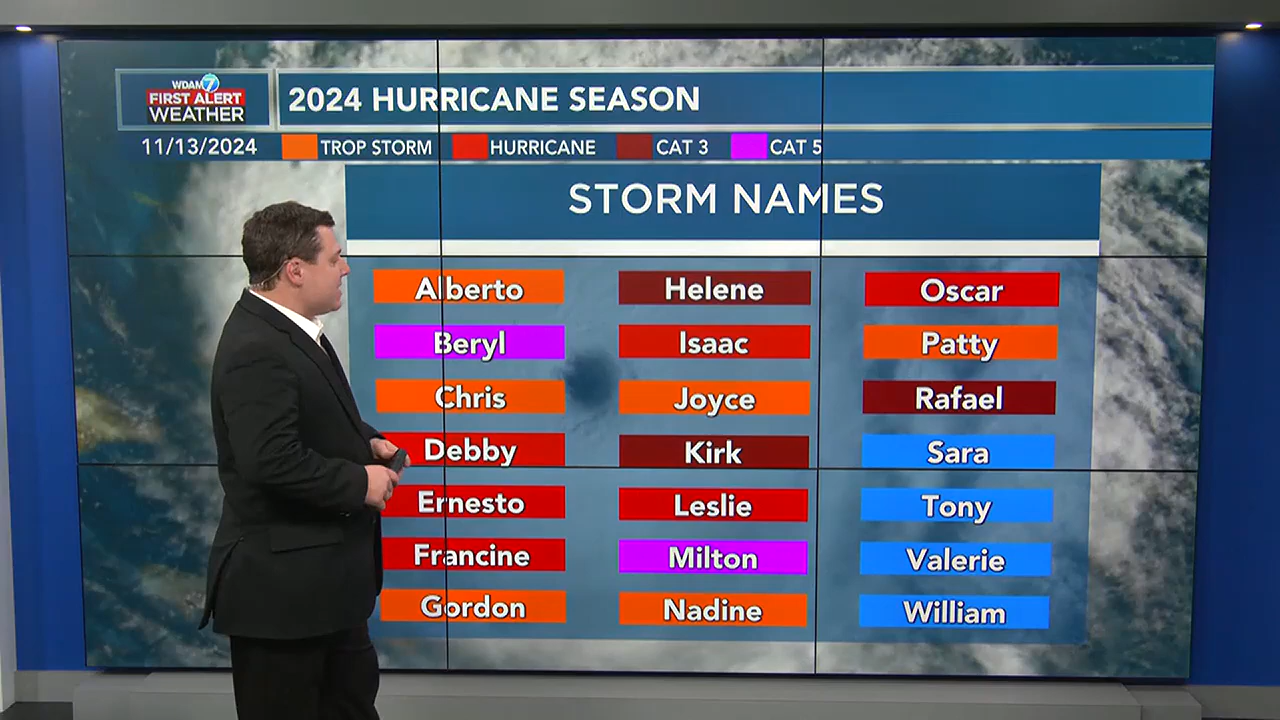 WDAM 7
FIRST ALERT
WEATHER
2024 HURRICANE SEASON
11/13/2024 TROP STORM HURRICANE CAT 3 CAT 5
STORM NAMES
Alberto Helene Oscar
Beryl Isaac Patty
Chris Joyce Rafael
Debby Kirk Sara
Ernesto Leslie Tony
Francine Milton Valerie
Gordon Nadine William